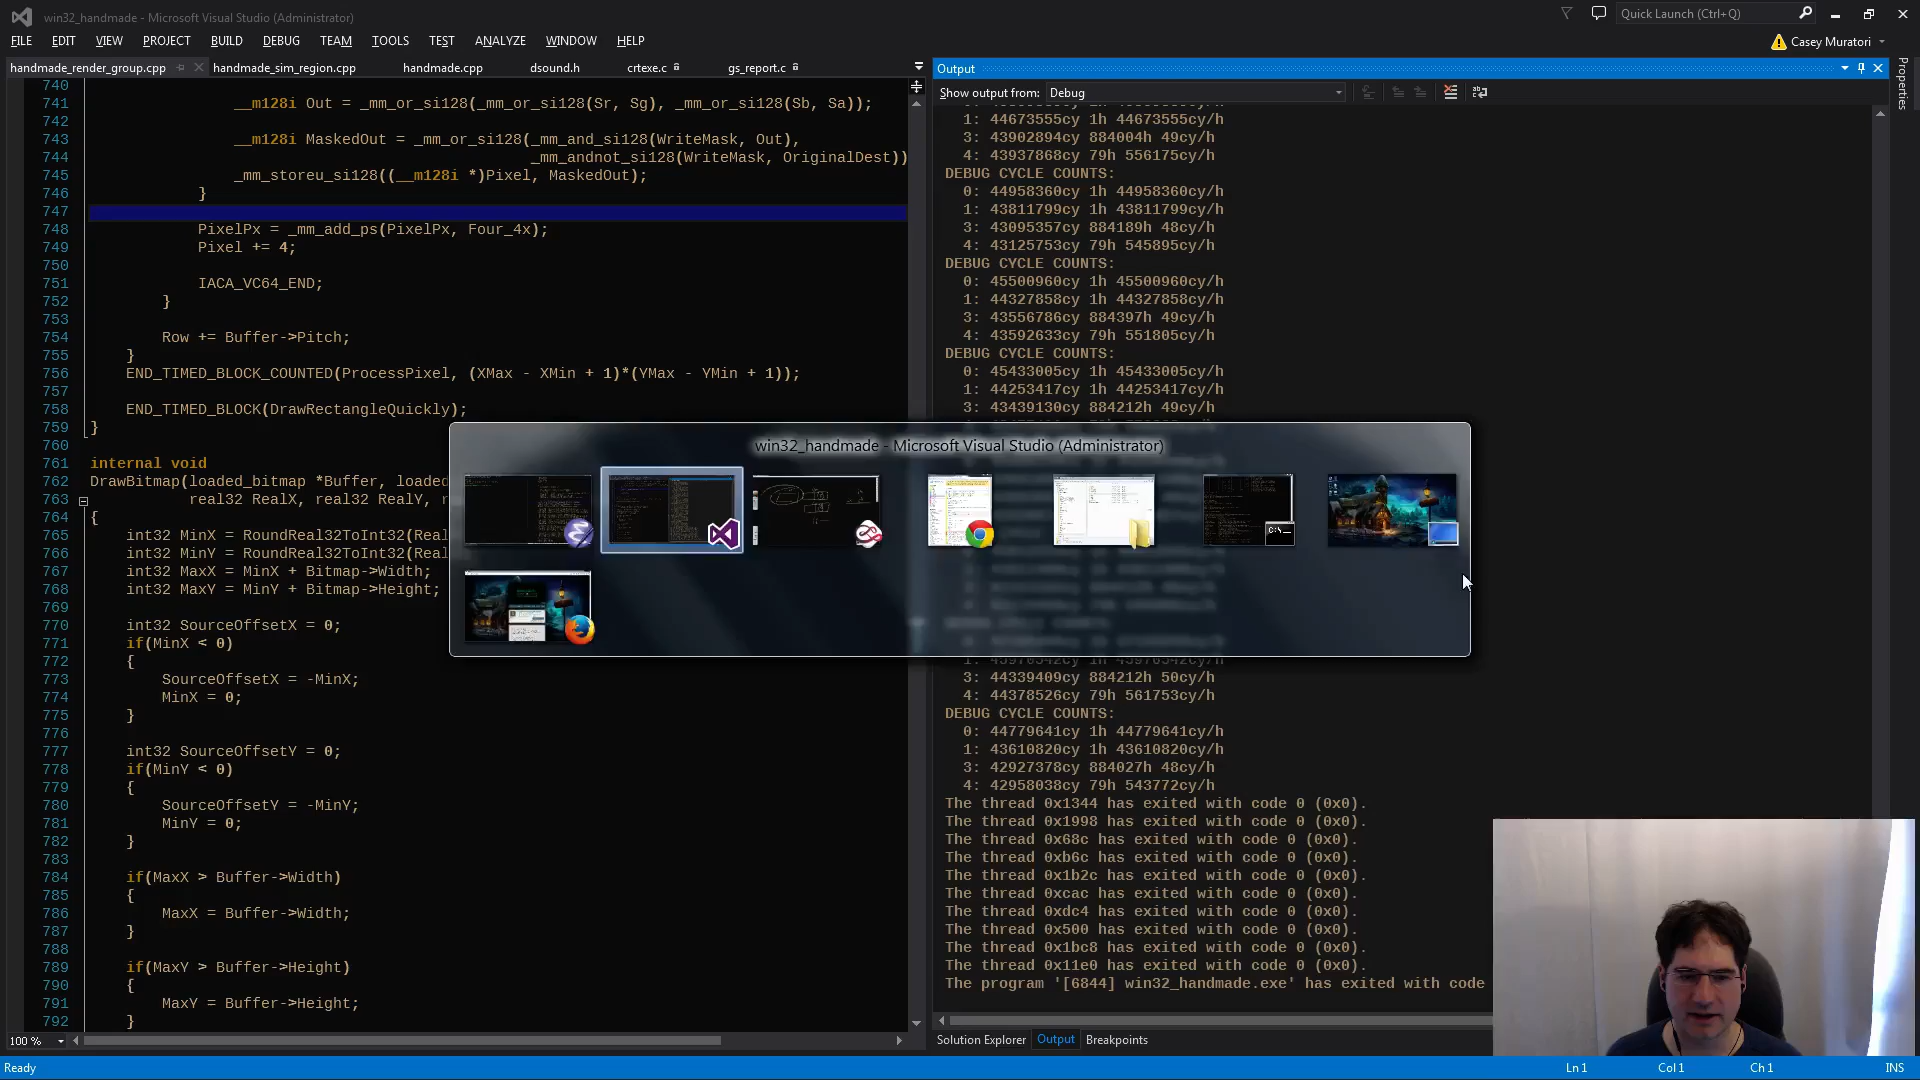 win32_handmade - Microsoft Visual Studio (Administrator)
Quick Launch (Ctrl+Q)
FILE EDIT VIEW PROJECT BUILD DEBUG TEAM TOOLS TEST ANALYZE WINDOW HELP
Casey Muratori
handmade_render_group.cpp handmade_sim_region.cpp handmade.cpp dsound.h crtexe.c gs_report.c
Output
Properties
Show output from: Debug
740
741 __m128i Out = _mm_or_si128(_mm_or_si128(Sr, Sg), _mm_or_si128(Sb, Sa));
742
743 __m128i MaskedOut = _mm_or_si128(_mm_and_si128(WriteMask, Out),
744 _mm_andnot_si128(WriteMask, OriginalDest))
745 _mm_storeu_si128((__m128i *)Pixel, MaskedOut);
746 }
747
748 PixelPx = _mm_add_ps(PixelPx, Four_4x);
749 Pixel += 4;
750
751 IACA_VC64_END;
752 }
753
754 Row += Buffer->Pitch;
755 }
756 END_TIMED_BLOCK_COUNTED(ProcessPixel, (XMax - XMin + 1)*(YMax - YMin + 1));
757
758 END_TIMED_BLOCK(DrawRectangleQuickly);
759 }
760
761 internal void
762 DrawBitmap(loaded_bitmap *Buffer, loaded
763 real32 RealX, real32 RealY, r
764 {
765 int32 MinX = RoundReal32ToInt32(Real
766 int32 MinY = RoundReal32ToInt32(Real
767 int32 MaxX = MinX + Bitmap->Width;
768 int32 MaxY = MinY + Bitmap->Height;
769
770 int32 SourceOffsetX = 0;
771 if(MinX < 0)
772 {
773 SourceOffsetX = -MinX;
774 MinX = 0;
775 }
776
777 int32 SourceOffsetY = 0;
778 if(MinY < 0)
779 {
780 SourceOffsetY = -MinY;
781 MinY = 0;
782 }
783
784 if(MaxX > Buffer->Width)
785 {
786 MaxX = Buffer->Width;
787 }
788
789 if(MaxY > Buffer->Height)
790 {
791 MaxY = Buffer->Height;
792 }
1: 44673555cy 1h 44673555cy/h
3: 43902894cy 884004h 49cy/h
4: 43937868cy 79h 556175cy/h
DEBUG CYCLE COUNTS:
0: 44958360cy 1h 44958360cy/h
1: 43811799cy 1h 43811799cy/h
3: 43095357cy 884189h 48cy/h
4: 43125753cy 79h 545895cy/h
DEBUG CYCLE COUNTS:
0: 45500960cy 1h 45500960cy/h
1: 44327858cy 1h 44327858cy/h
3: 43556786cy 884397h 49cy/h
4: 43592633cy 79h 551805cy/h
DEBUG CYCLE COUNTS:
0: 45433005cy 1h 45433005cy/h
1: 44253417cy 1h 44253417cy/h
3: 43439130cy 884212h 49cy/h
win32_handmade - Microsoft Visual Studio (Administrator)
3: 44339409cy 884212h 50cy/h
4: 44378526cy 79h 561753cy/h
DEBUG CYCLE COUNTS:
0: 44779641cy 1h 44779641cy/h
1: 43610820cy 1h 43610820cy/h
3: 42927378cy 884027h 48cy/h
4: 42958038cy 79h 543772cy/h
The thread 0x1344 has exited with code 0 (0x0).
The thread 0x1998 has exited with code 0 (0x0).
The thread 0x68c has exited with code 0 (0x0).
The thread 0xb6c has exited with code 0 (0x0).
The thread 0x1b2c has exited with code 0 (0x0).
The thread 0xcac has exited with code 0 (0x0).
The thread 0xdc4 has exited with code 0 (0x0).
The thread 0x500 has exited with code 0 (0x0).
The thread 0x1bc8 has exited with code 0 (0x0).
The thread 0x11e0 has exited with code 0 (0x0).
The program '[6844] win32_handmade.exe' has exited with code
100 %
Solution Explorer Output Breakpoints
Ready Ln 1 Col 1 Ch 1 INS